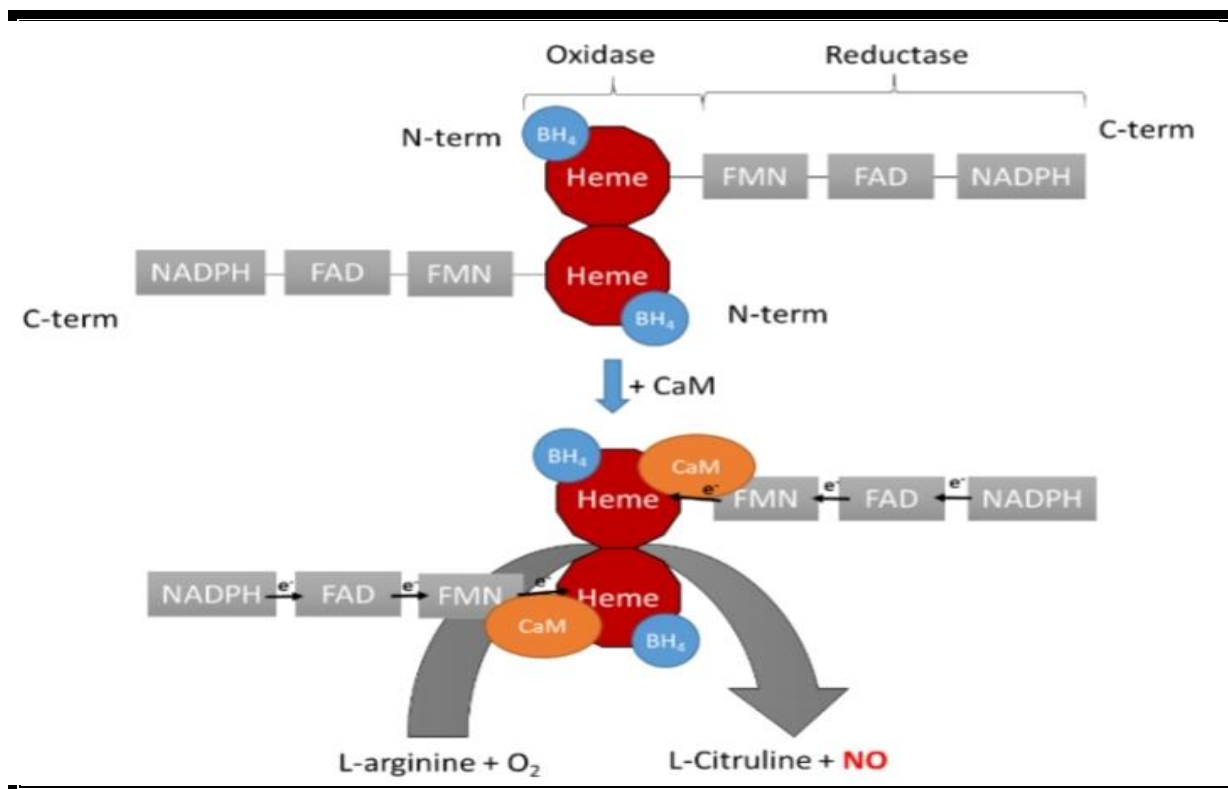 Oxidase Reductase
N-term BH₄ C-term
Heme FMN FAD NADPH
NADPH FAD FMN Heme
C-term BH₄ N-term
+ CaM
BH₄ CaM
Heme e⁻ FMN e⁻ FAD e⁻ NADPH
NADPH e⁻ FAD e⁻ FMN e⁻ Heme
CaM BH₄
L-arginine + O₂ L-Citruline + NO